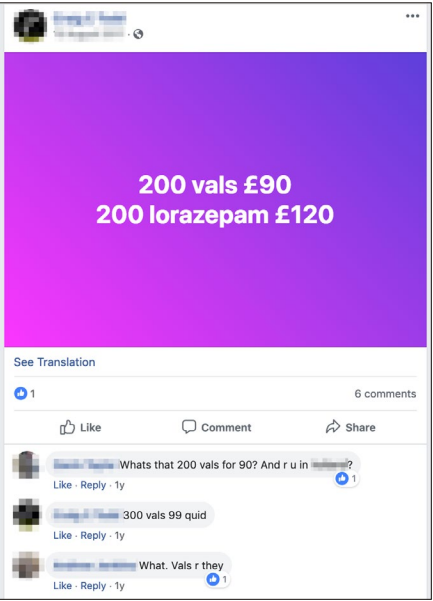 200 vals £90
200 lorazepam £120
See Translation
1
6 comments
Like
Comment
Share
Whats that 200 vals for 90? And r u in ?
1
Like · Reply · 1y
300 vals 99 quid
Like · Reply · 1y
What. Vals r they
1
Like · Reply · 1y